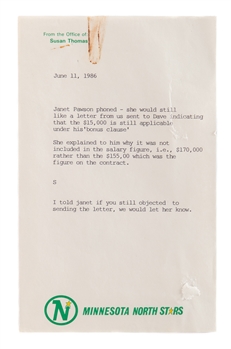 From the Office of
Susan Thomas
June 11, 1986
Janet Pawson phoned - she would still
like a letter from us sent to Dave indicating
that the $15,000 is still applicable
under his'bonus clause'
She explained to him why it was not
included in the salary figure, i.e., $170,000
rather than the $155,00 which was the
figure on the contract.
S
I told janet if you still objected to
sending the letter, we would let her know.
N MINNESOTA NORTH STARS